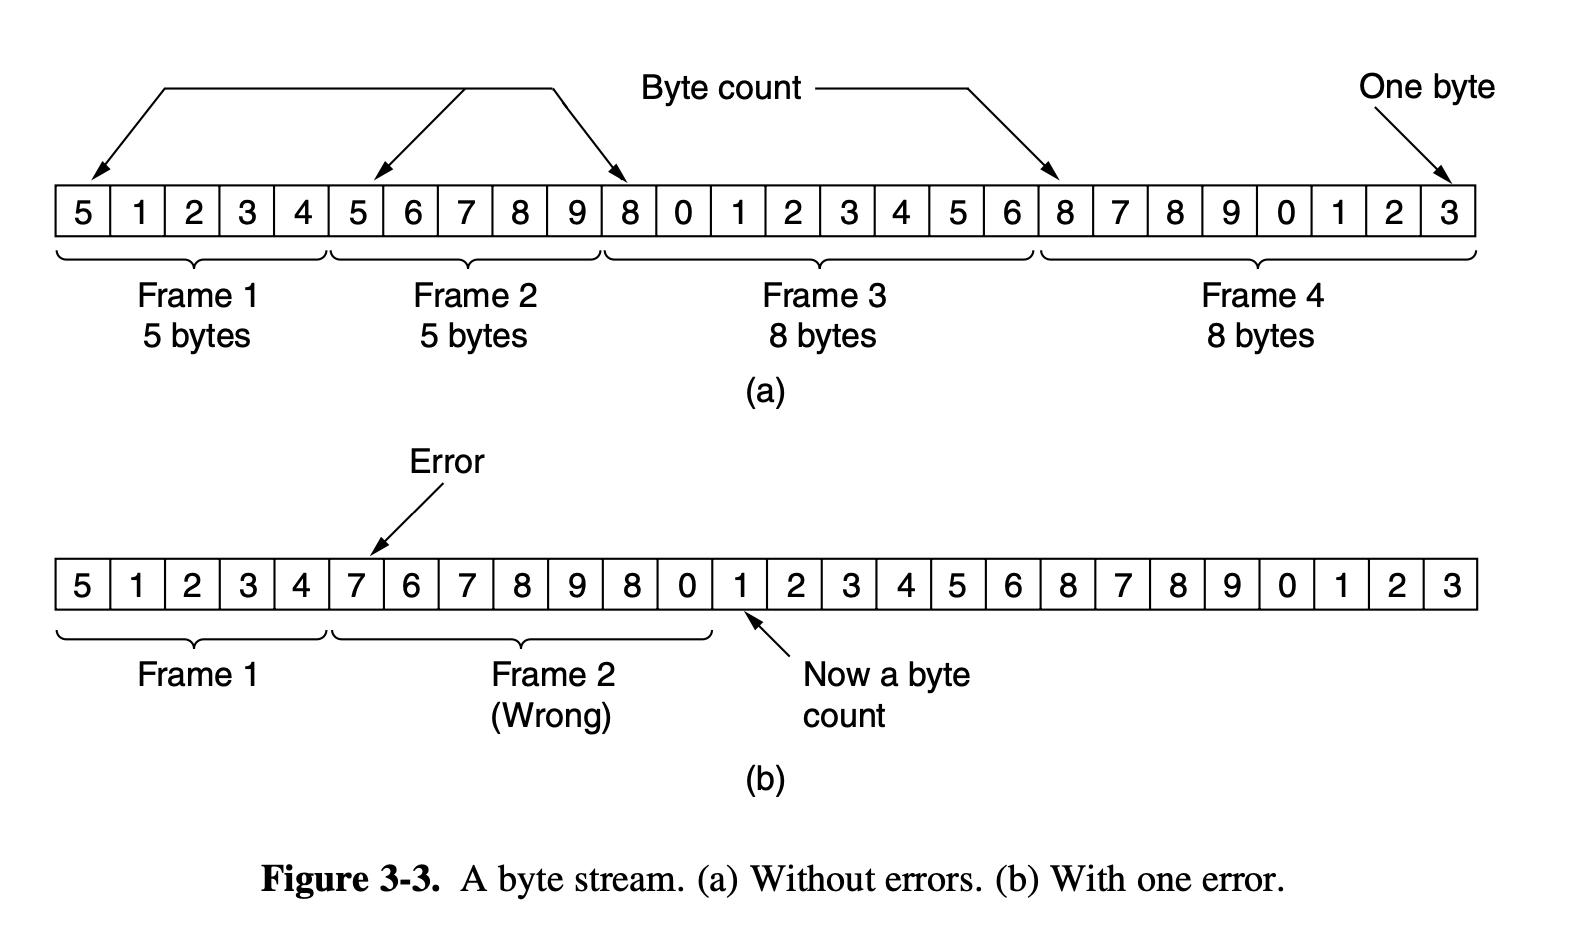 Byte count One byte
5 1 2 3 4 5 6 7 8 9 8 0 1 2 3 4 5 6 8 7 8 9 0 1 2 3
Frame 1 Frame 2 Frame 3 Frame 4
5 bytes 5 bytes 8 bytes 8 bytes
(a)
Error
5 1 2 3 4 7 6 7 8 9 8 0 1 2 3 4 5 6 8 7 8 9 0 1 2 3
Frame 1 Frame 2 Now a byte
(Wrong) count
(b)
Figure 3-3. A byte stream. (a) Without errors. (b) With one error.